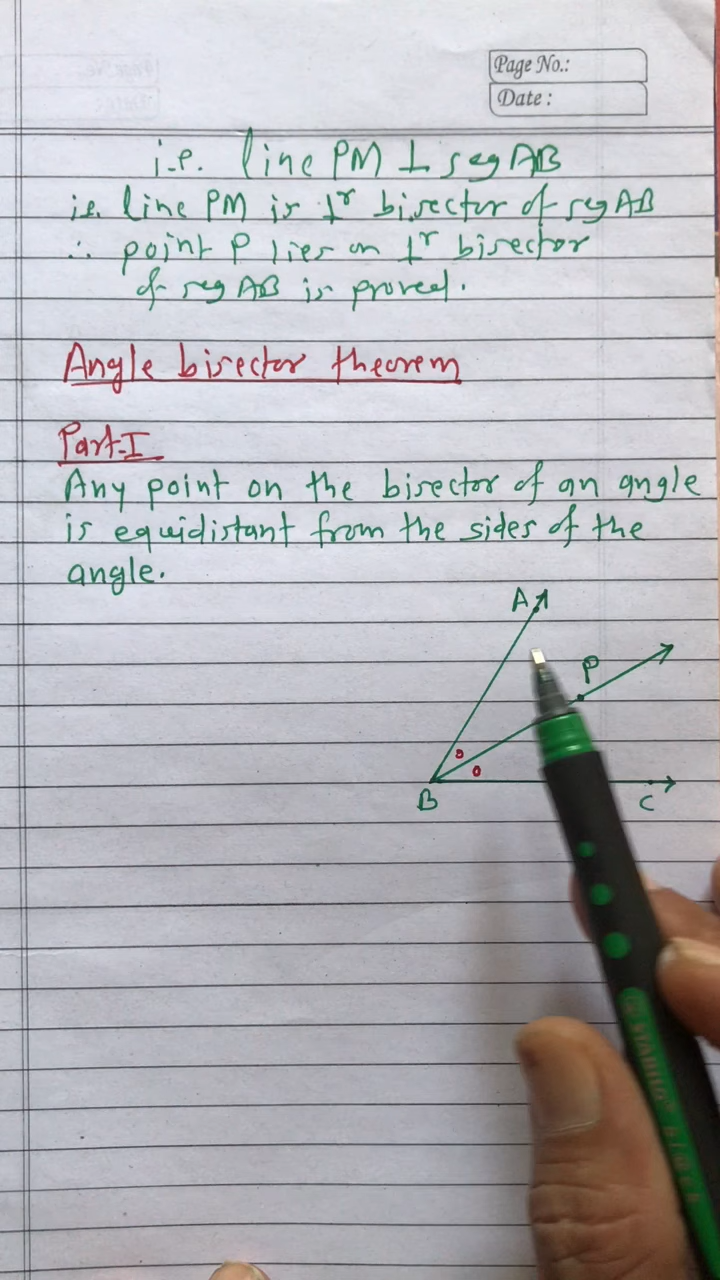 Page No.:
Date :
i.e. line PM ⊥ seg AB
i.e. line PM is ⊥r bisector of seg AB
∴ point P lies on ⊥r bisector
of seg AB is proved.
Angle bisector theorem
Part-I
Any point on the bisector of an angle
is equidistant from the sides of the
angle.
A
P
B
C
STABILO